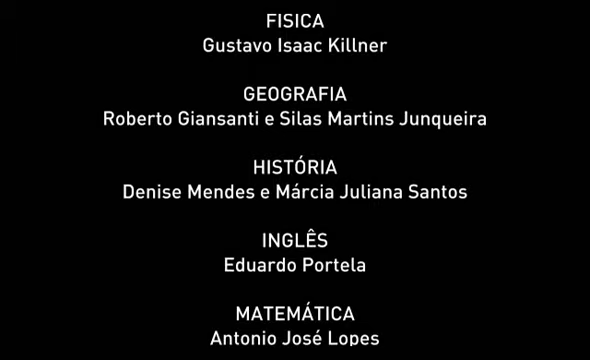 FISICA
Gustavo Isaac Killner
GEOGRAFIA
Roberto Giansanti e Silas Martins Junqueira
HISTÓRIA
Denise Mendes e Márcia Juliana Santos
INGLÊS
Eduardo Portela
MATEMÁTICA
Antonio José Lopes